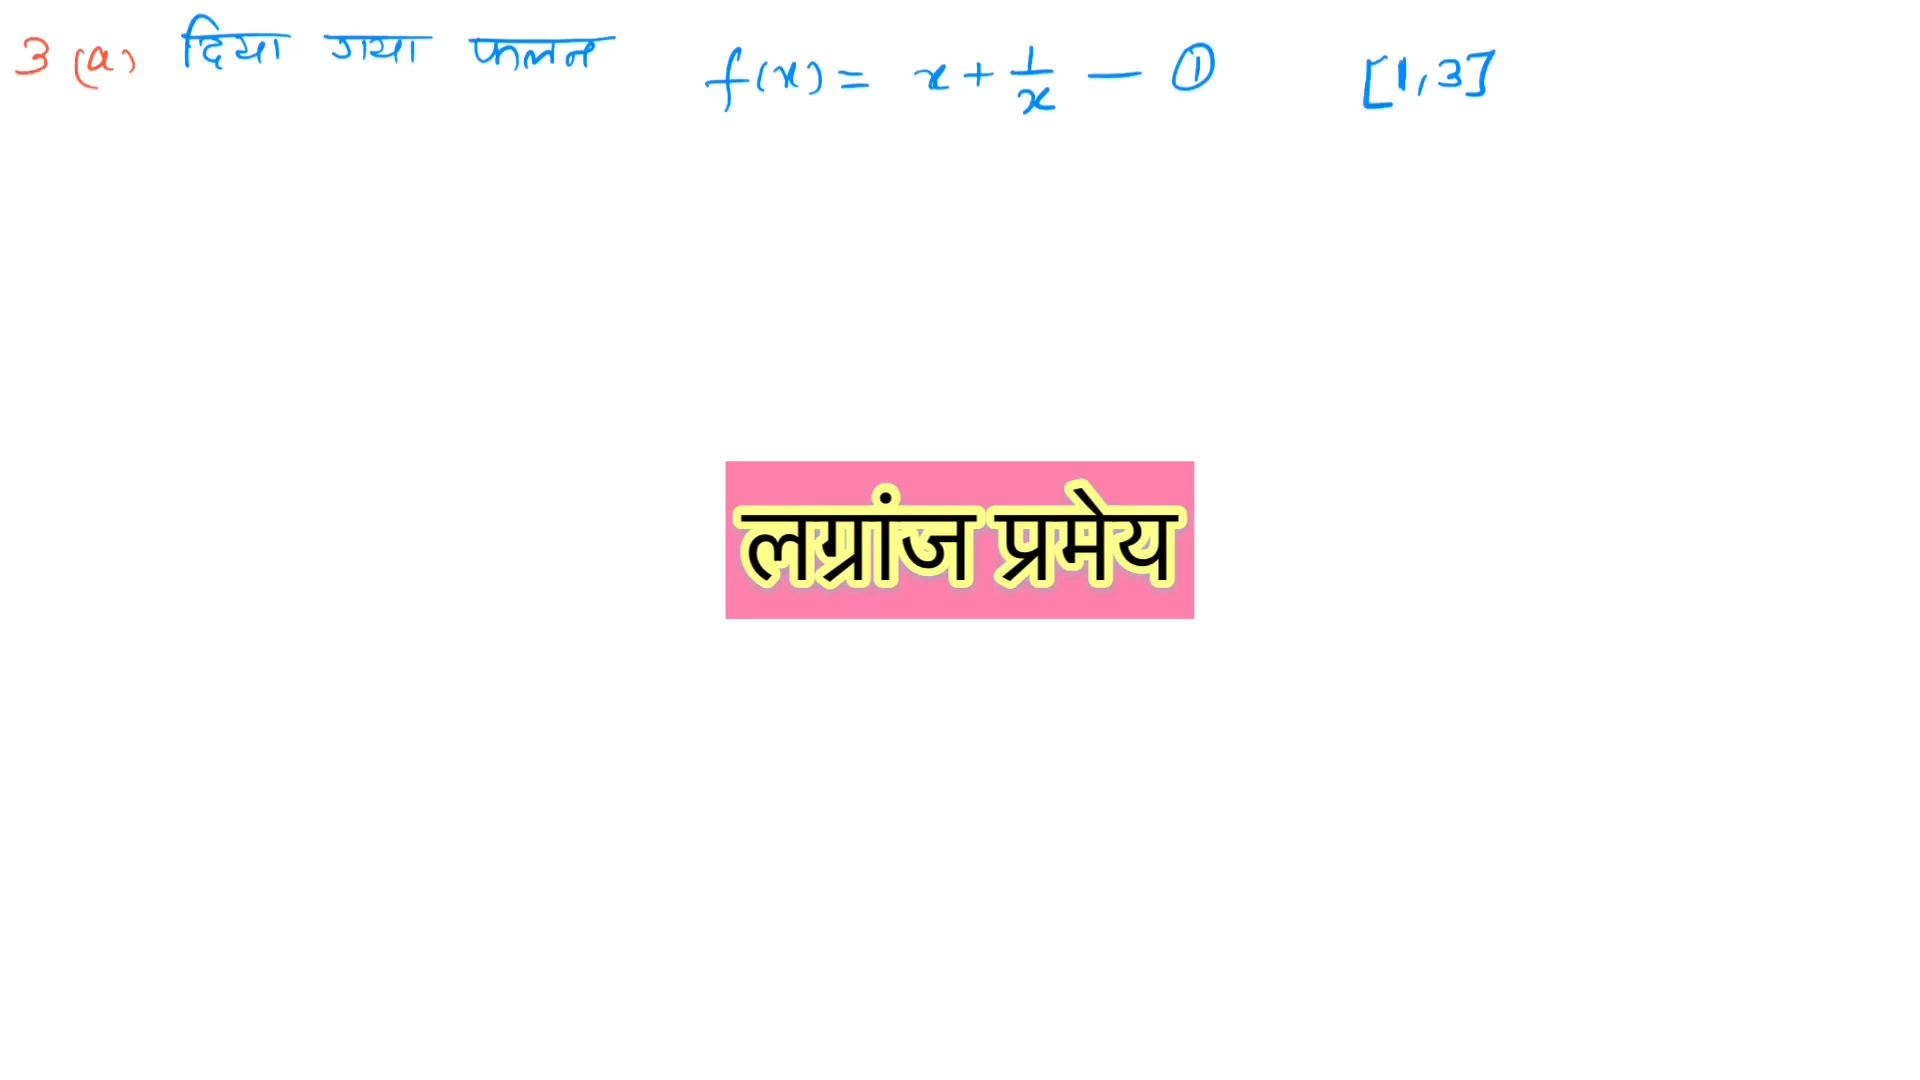 3 (a) दिया गया फलन f(x) = x + 1/x — ① [1,3]
लग्रांज प्रमेय